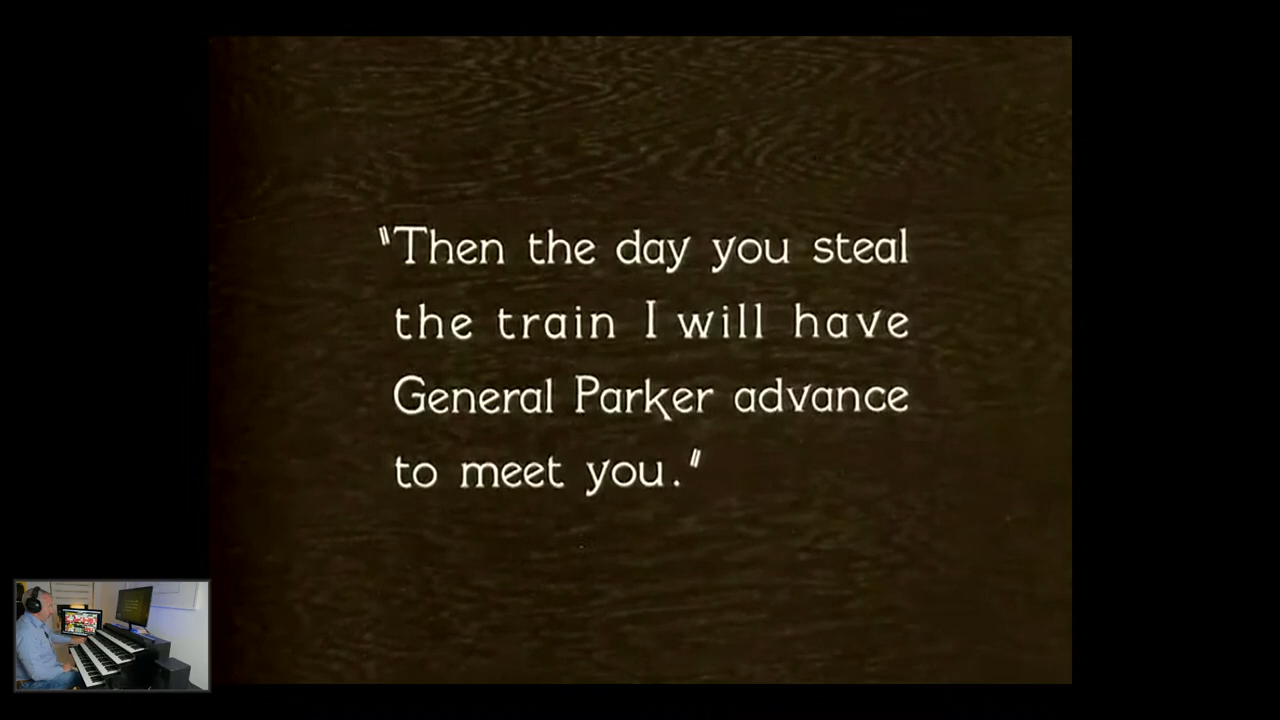 "Then the day you steal
the train I will have
General Parker advance
to meet you."